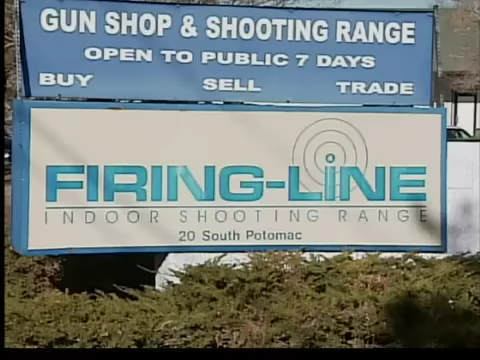 GUN SHOP & SHOOTING RANGE
OPEN TO PUBLIC 7 DAYS
BUY SELL TRADE
FIRING-LINE
INDOOR SHOOTING RANGE
20 South Potomac